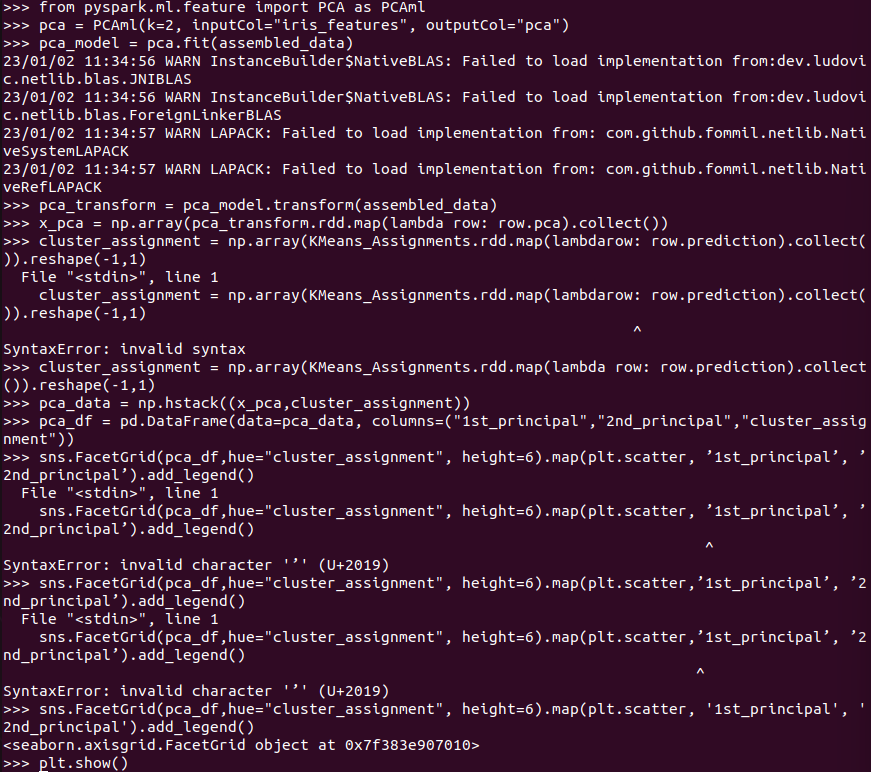 >>> from pyspark.ml.feature import PCA as PCAml
>>> pca = PCAml(k=2, inputCol="iris_features", outputCol="pca")
>>> pca_model = pca.fit(assembled_data)
23/01/02 11:34:56 WARN InstanceBuilder$NativeBLAS: Failed to load implementation from:dev.ludovi
c.netlib.blas.JNIBLAS
23/01/02 11:34:56 WARN InstanceBuilder$NativeBLAS: Failed to load implementation from:dev.ludovi
c.netlib.blas.ForeignLinkerBLAS
23/01/02 11:34:57 WARN LAPACK: Failed to load implementation from: com.github.fommil.netlib.Nati
veSystemLAPACK
23/01/02 11:34:57 WARN LAPACK: Failed to load implementation from: com.github.fommil.netlib.Nati
veRefLAPACK
>>> pca_transform = pca_model.transform(assembled_data)
>>> x_pca = np.array(pca_transform.rdd.map(lambda row: row.pca).collect())
>>> cluster_assignment = np.array(KMeans_Assignments.rdd.map(lambdarow: row.prediction).collect(
)).reshape(-1,1)
  File "<stdin>", line 1
    cluster_assignment = np.array(KMeans_Assignments.rdd.map(lambdarow: row.prediction).collect(
)).reshape(-1,1)
^
SyntaxError: invalid syntax
>>> cluster_assignment = np.array(KMeans_Assignments.rdd.map(lambda row: row.prediction).collect
()).reshape(-1,1)
>>> pca_data = np.hstack((x_pca,cluster_assignment))
>>> pca_df = pd.DataFrame(data=pca_data, columns=("1st_principal","2nd_principal","cluster_assig
nment"))
>>> sns.FacetGrid(pca_df,hue="cluster_assignment", height=6).map(plt.scatter, ’1st_principal’, ’
2nd_principal’).add_legend()
  File "<stdin>", line 1
    sns.FacetGrid(pca_df,hue="cluster_assignment", height=6).map(plt.scatter, ’1st_principal’, ’
2nd_principal’).add_legend()
^
SyntaxError: invalid character '’' (U+2019)
>>> sns.FacetGrid(pca_df,hue="cluster_assignment", height=6).map(plt.scatter,’1st_principal’, ’2
nd_principal’).add_legend()
  File "<stdin>", line 1
    sns.FacetGrid(pca_df,hue="cluster_assignment", height=6).map(plt.scatter,’1st_principal’, ’2
nd_principal’).add_legend()
^
SyntaxError: invalid character '’' (U+2019)
>>> sns.FacetGrid(pca_df,hue="cluster_assignment", height=6).map(plt.scatter, '1st_principal', '
2nd_principal').add_legend()
<seaborn.axisgrid.FacetGrid object at 0x7f383e907010>
>>> plt.show()